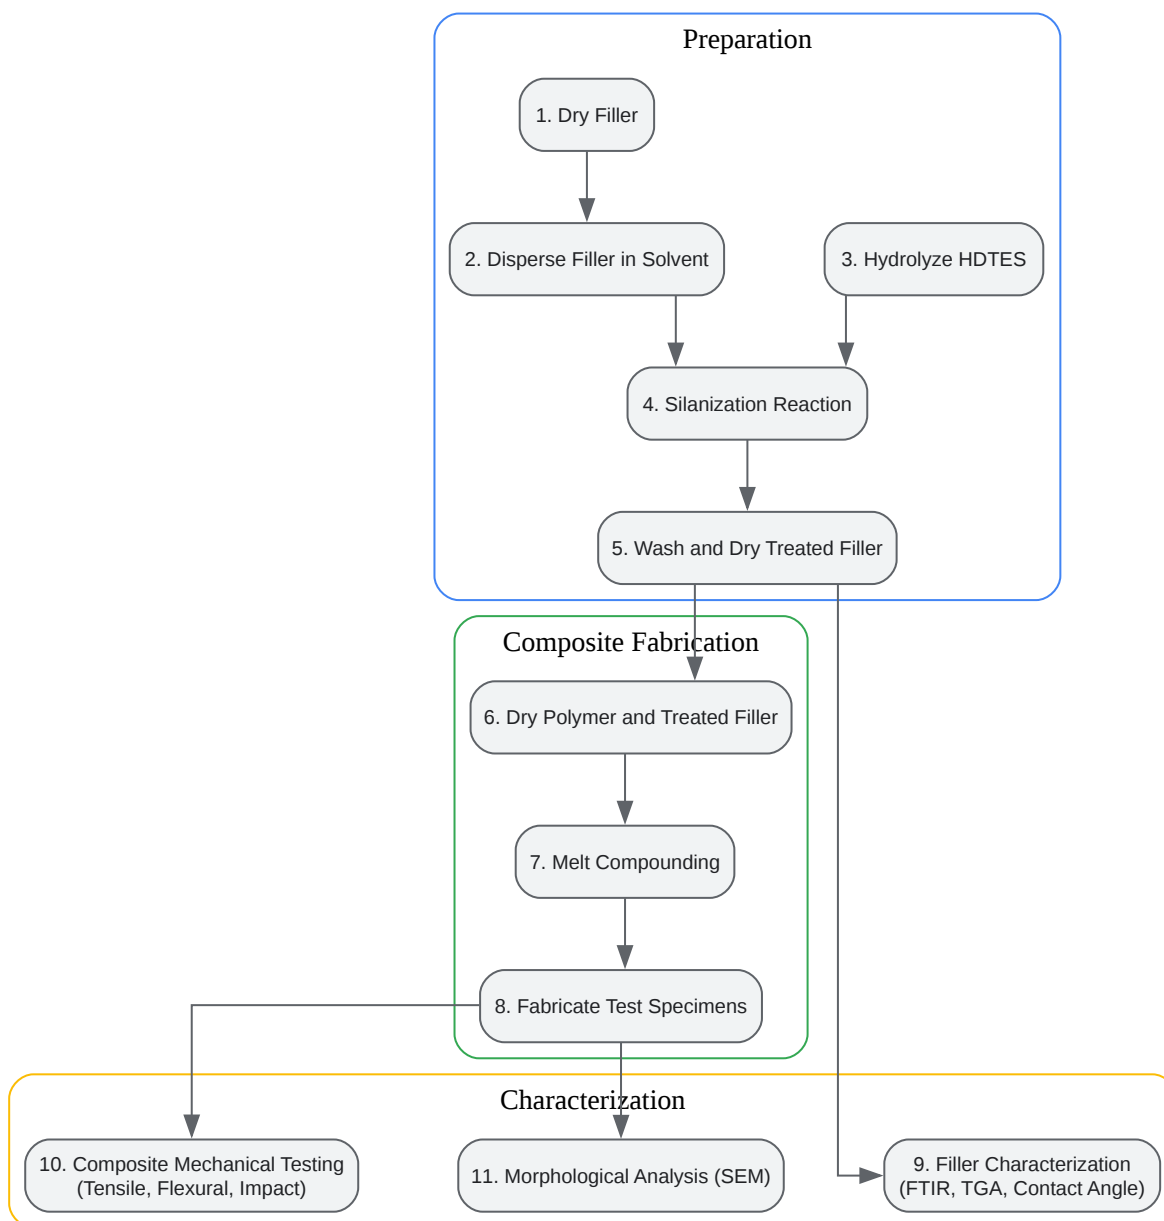 Preparation
1. Dry Filler
2. Disperse Filler in Solvent
3. Hydrolyze HDTES
4. Silanization Reaction
5. Wash and Dry Treated Filler
Composite Fabrication
6. Dry Polymer and Treated Filler
7. Melt Compounding
8. Fabricate Test Specimens
Characterization
10. Composite Mechanical Testing
(Tensile, Flexural, Impact)
11. Morphological Analysis (SEM)
9. Filler Characterization
(FTIR, TGA, Contact Angle)